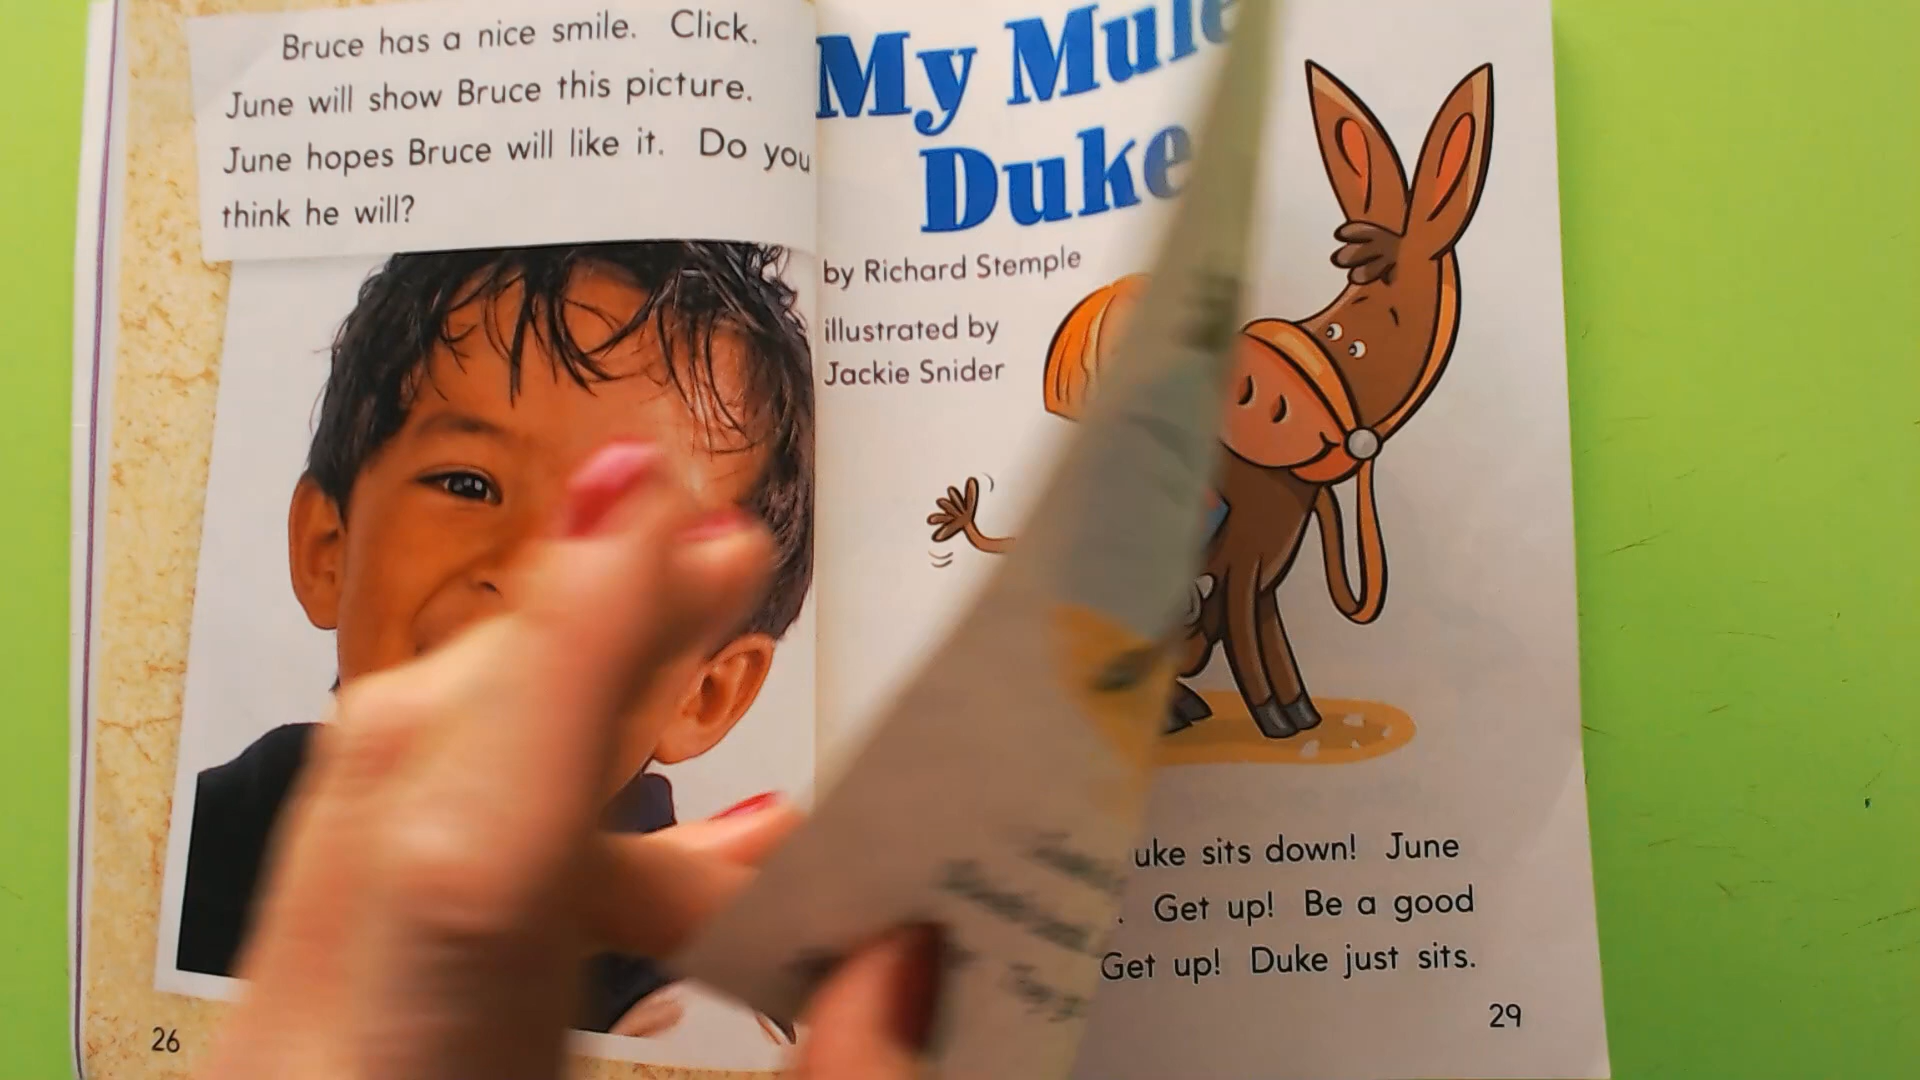 Bruce has a nice smile. Click.
June will show Bruce this picture.
June hopes Bruce will like it. Do you
think he will?
26
My Mule
Duke
by Richard Stemple
illustrated by
Jackie Snider
uke sits down! June
. Get up! Be a good
Get up! Duke just sits.
29